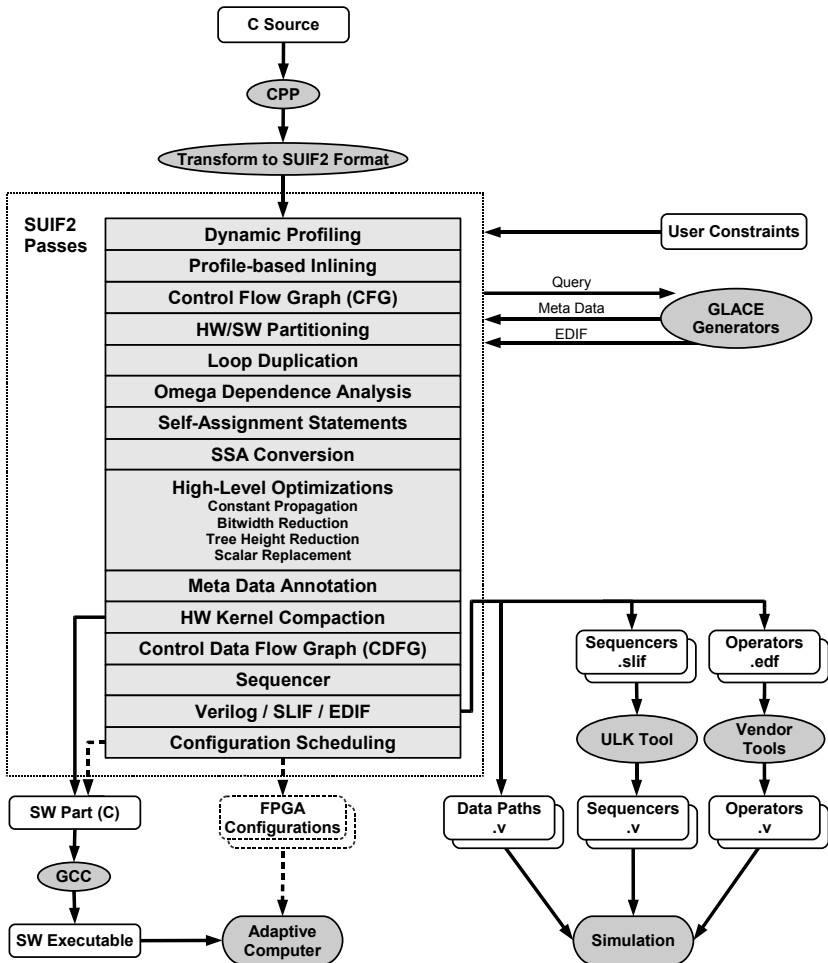 C Source
CPP
Transform to SUIF2 Format
SUIF2
Passes
Dynamic Profiling
Profile-based Inlining
Control Flow Graph (CFG)
HW/SW Partitioning
Loop Duplication
Omega Dependence Analysis
Self-Assignment Statements
SSA Conversion
High-Level Optimizations
Constant Propagation
Bitwidth Reduction
Tree Height Reduction
Scalar Replacement
Meta Data Annotation
HW Kernel Compaction
Control Data Flow Graph (CDFG)
Sequencer
Verilog / SLIF / EDIF
Configuration Scheduling
User Constraints
Query
Meta Data
EDIF
GLACE
Generators
Sequencers
.slif
Operators
.edf
ULK Tool
Vendor
Tools
SW Part (C)
FPGA
Configurations
Data Paths
.v
Sequencers
.v
Operators
.v
GCC
SW Executable
Adaptive
Computer
Simulation